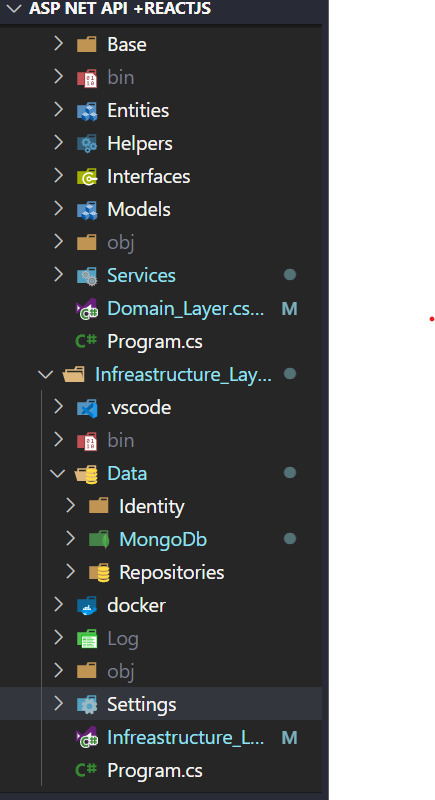 ASP NET API +REACTJS
Base
bin
Entities
Helpers
Interfaces
Models
obj
Services
Domain_Layer.cs... M
C# Program.cs
Infreastructure_Lay...
.vscode
bin
Data
Identity
MongoDb
Repositories
docker
Log
obj
Settings
Infreastructure_L... M
C# Program.cs